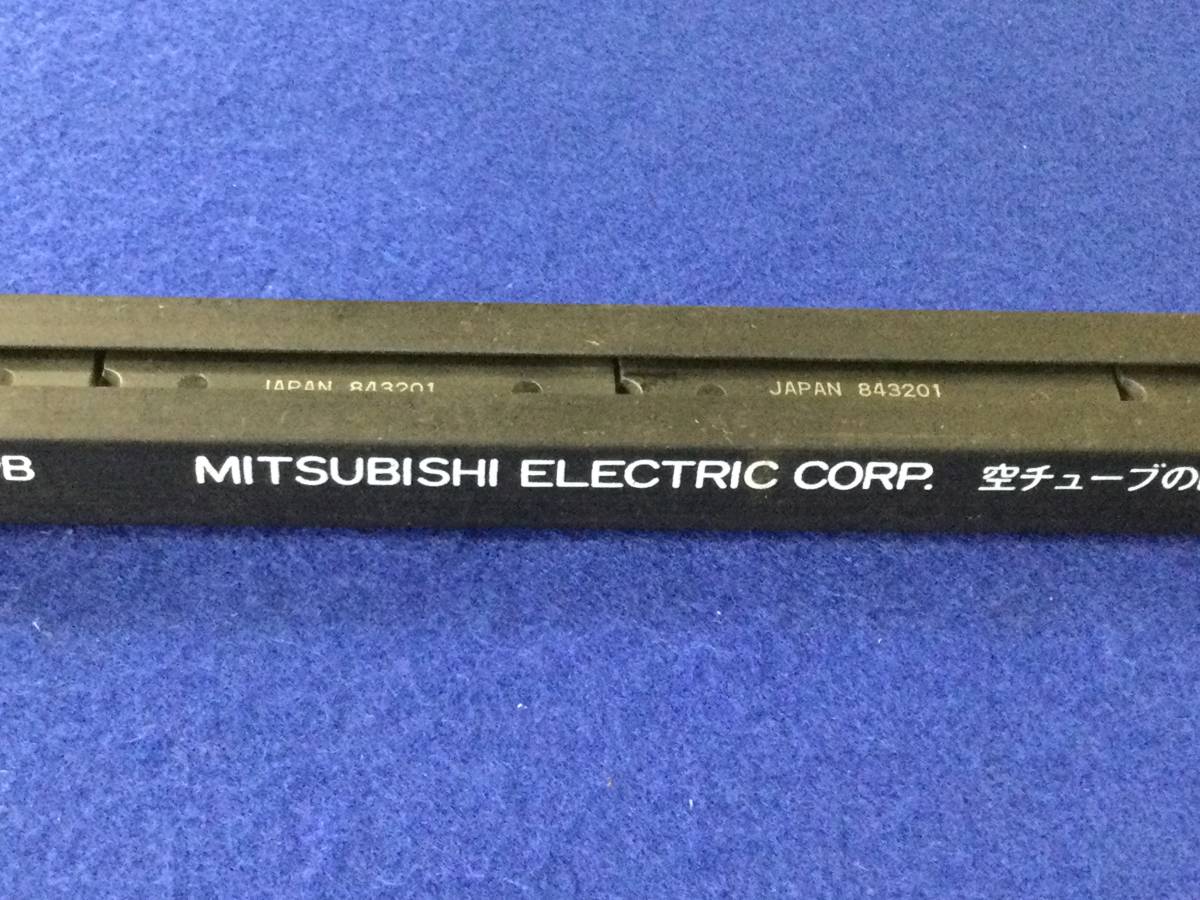 JAPAN 843201
JAPAN 843201
MITSUBISHI ELECTRIC CORP. 空チューブの